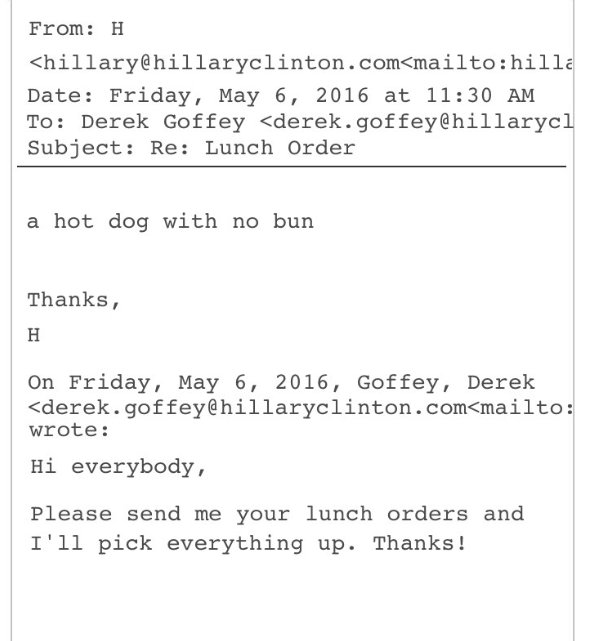 From: H
<hillary@hillaryclinton.com<mailto:hilla
Date: Friday, May 6, 2016 at 11:30 AM
To: Derek Goffey <derek.goffey@hillarycl
Subject: Re: Lunch Order
a hot dog with no bun
Thanks,
H
On Friday, May 6, 2016, Goffey, Derek
<derek.goffey@hillaryclinton.com<mailto:
wrote:
Hi everybody,
Please send me your lunch orders and
I'll pick everything up. Thanks!